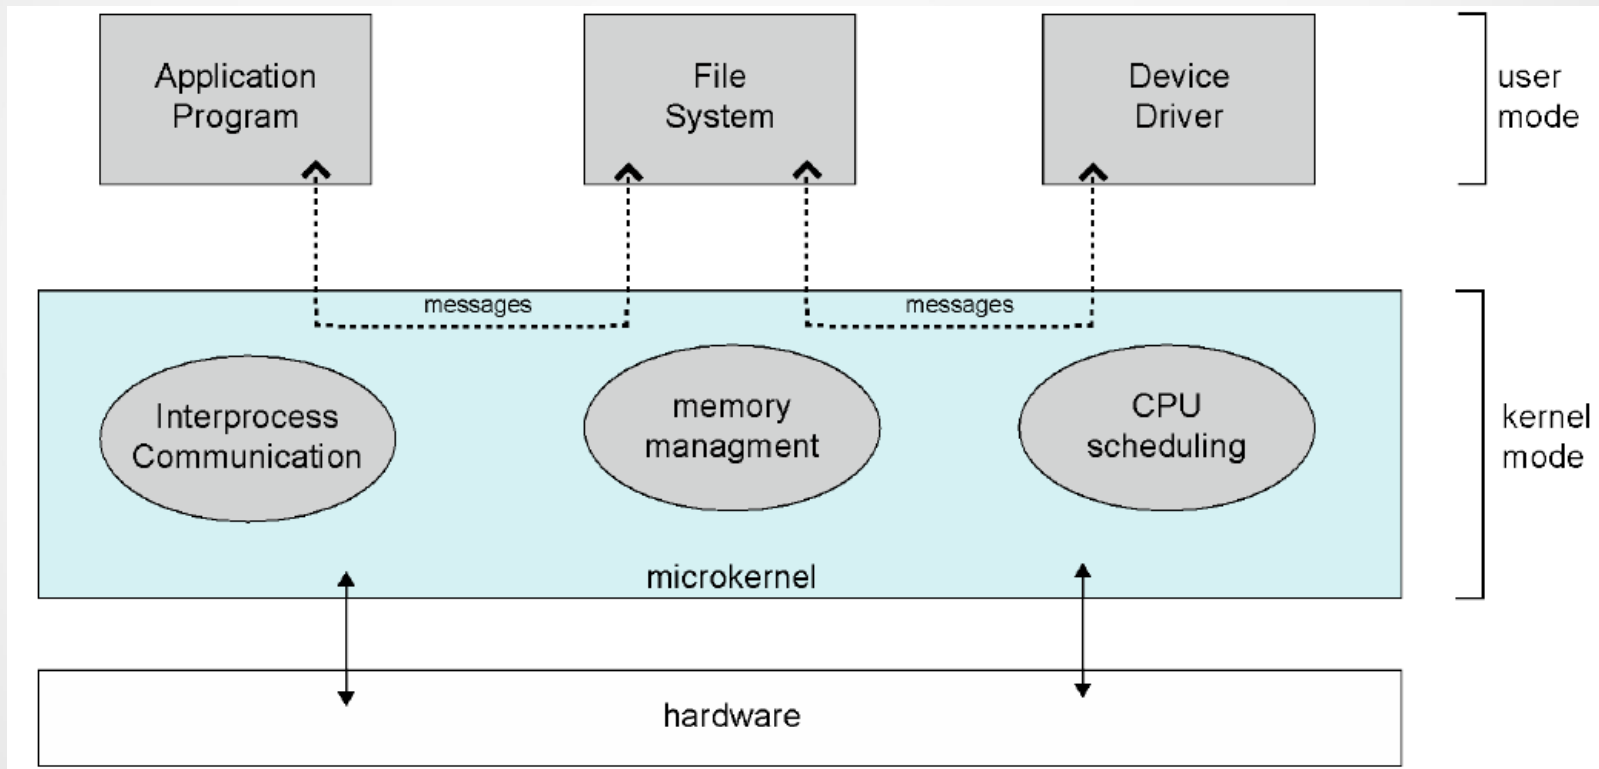 Application
Program
File
System
Device
Driver
user
mode
messages
messages
Interprocess
Communication
memory
managment
CPU
scheduling
kernel
mode
microkernel
hardware